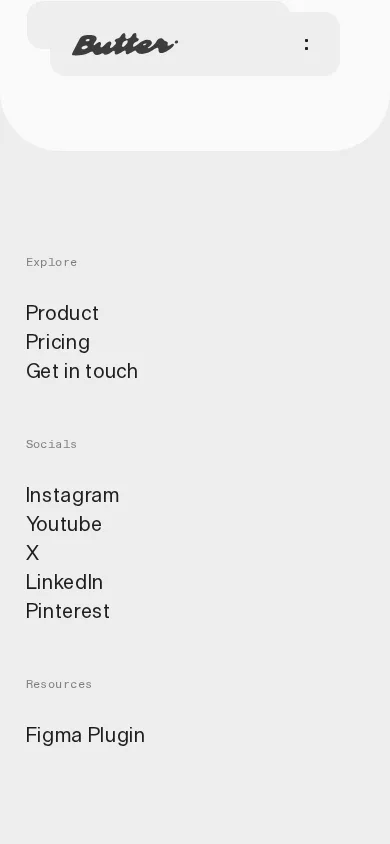 Butter
Explore
Product
Pricing
Get in touch
Socials
Instagram
Youtube
X
LinkedIn
Pinterest
Resources
Figma Plugin